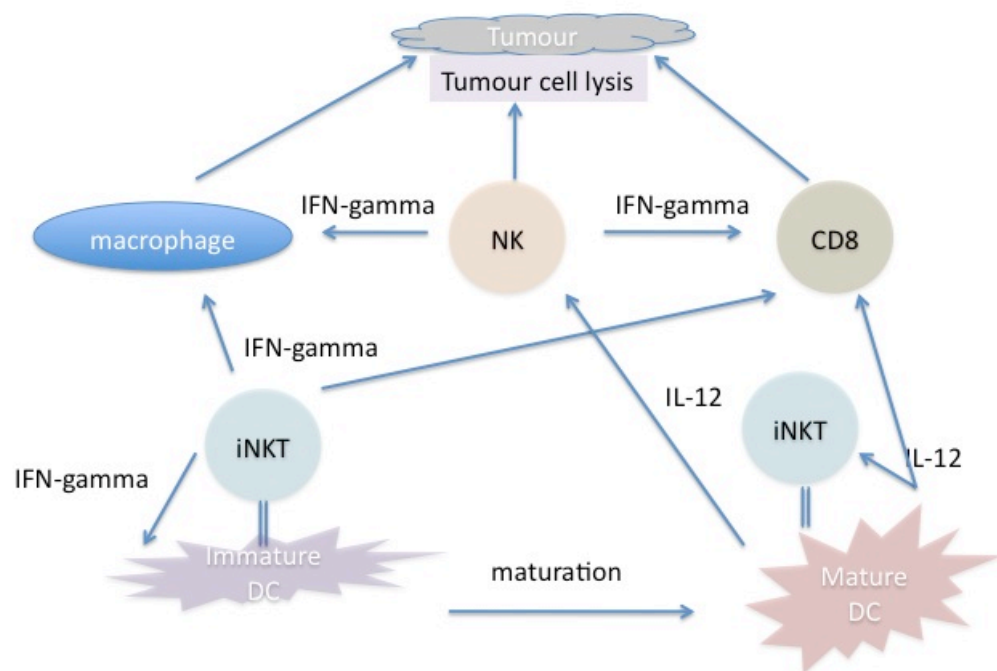 Tumour
Tumour cell lysis
IFN-gamma
IFN-gamma
macrophage
NK
CD8
IFN-gamma
IL-12
iNKT
iNKT
IL-12
IFN-gamma
Immature
DC
maturation
Mature
DC